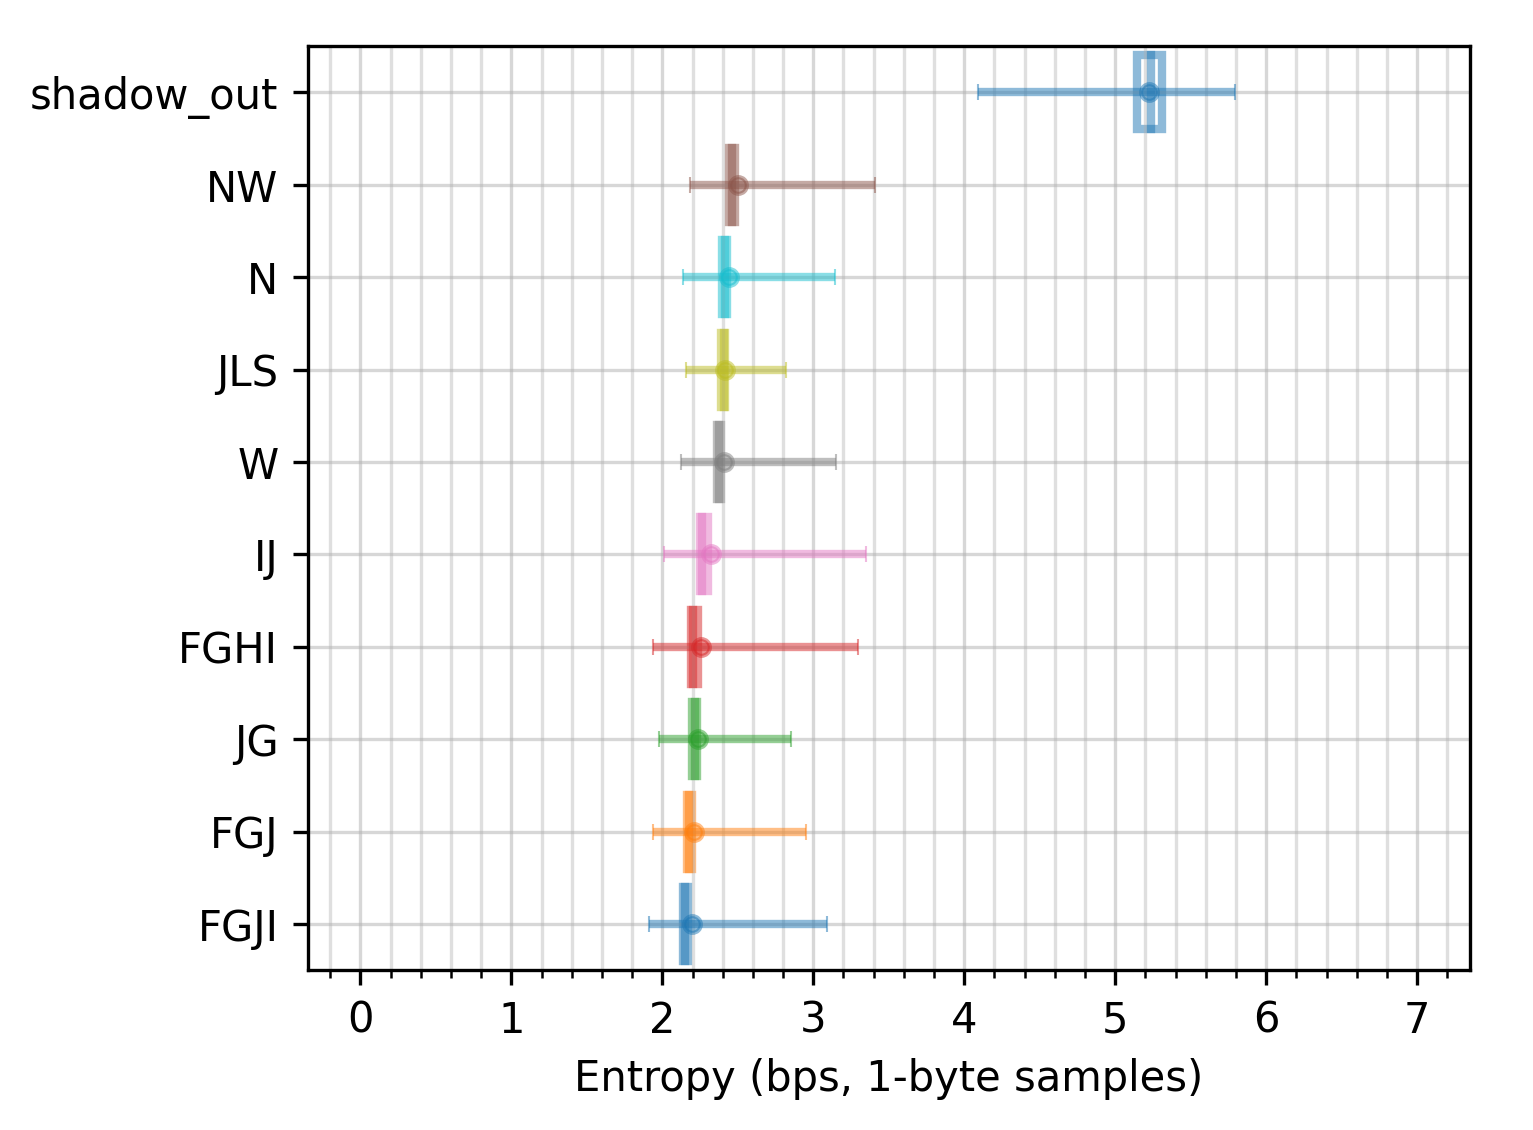 shadow_out
NW
N
JLS
W
IJ
FGHI
JG
FGJ
FGJI
0 1 2 3 4 5 6 7
Entropy (bps, 1-byte samples)